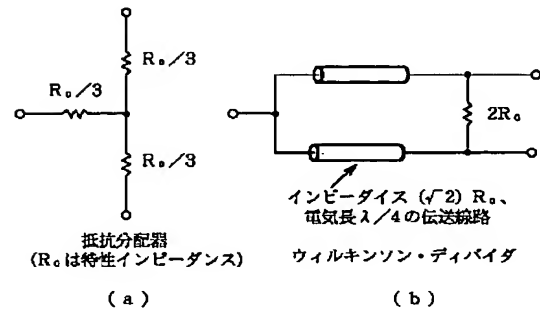 R₀/3
R₀/3
R₀/3
抵抗分配器
(R₀は特性インピーダンス)
(a)
2R₀
インピーダイス (√2) R₀、
電気長λ/4の伝送線路
ウィルキンソン・ディバイダ
(b)